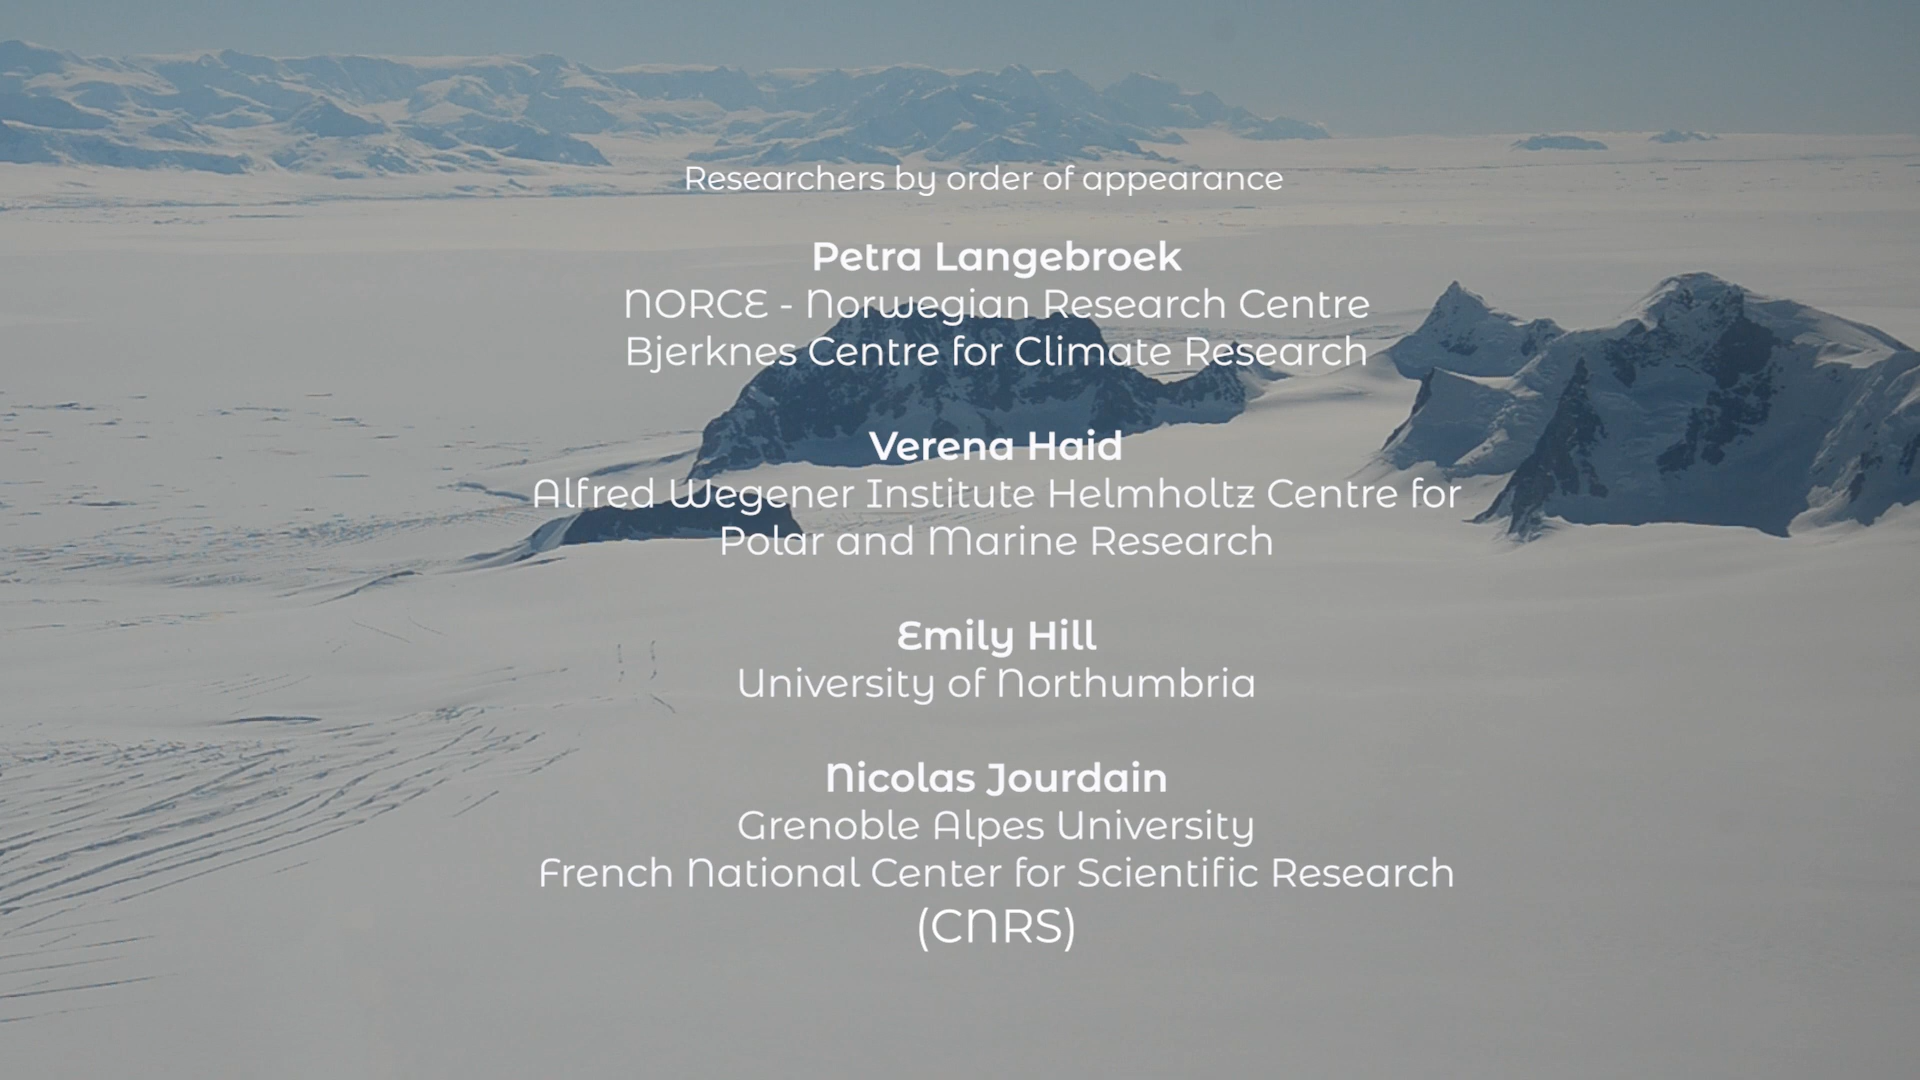 Researchers by order of appearance
Petra Langebroek
NORCE - Norwegian Research Centre
Bjerknes Centre for Climate Research
Verena Haid
Alfred Wegener Institute Helmholtz Centre for
Polar and Marine Research
Emily Hill
University of Northumbria
Nicolas Jourdain
Grenoble Alpes University
French National Center for Scientific Research
(CNRS)